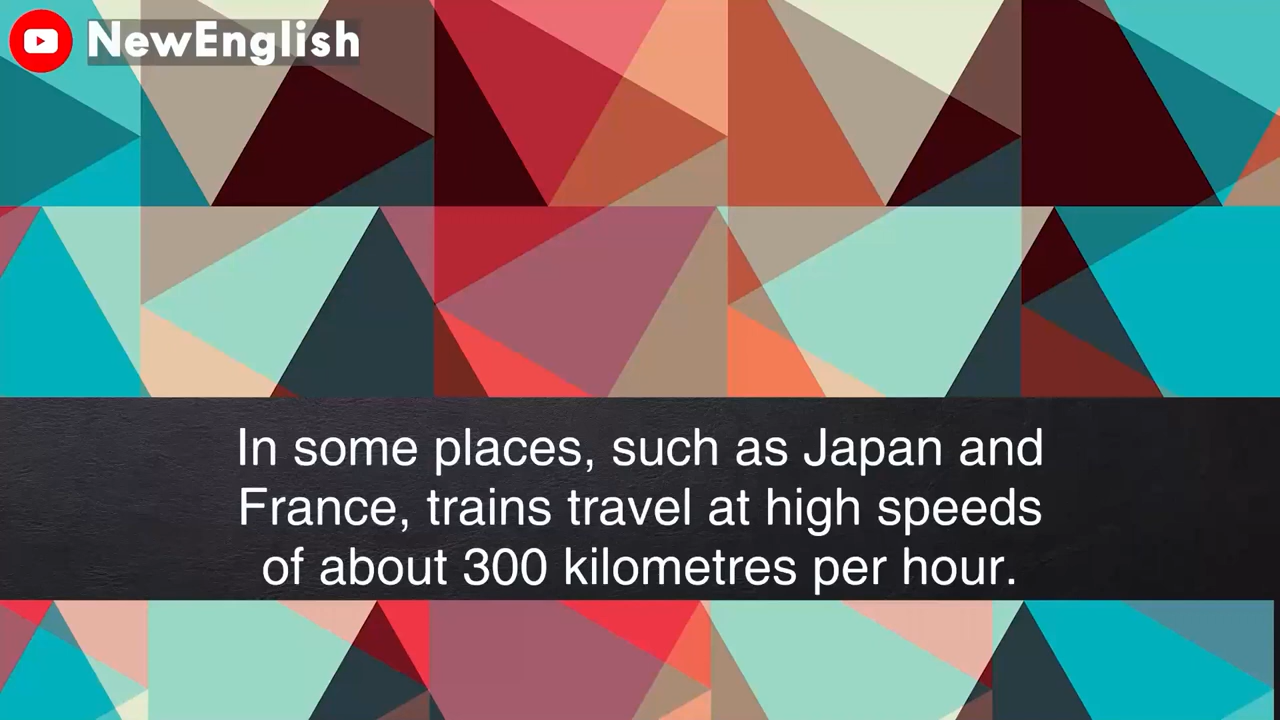 NewEnglish
In some places, such as Japan and
France, trains travel at high speeds
of about 300 kilometres per hour.